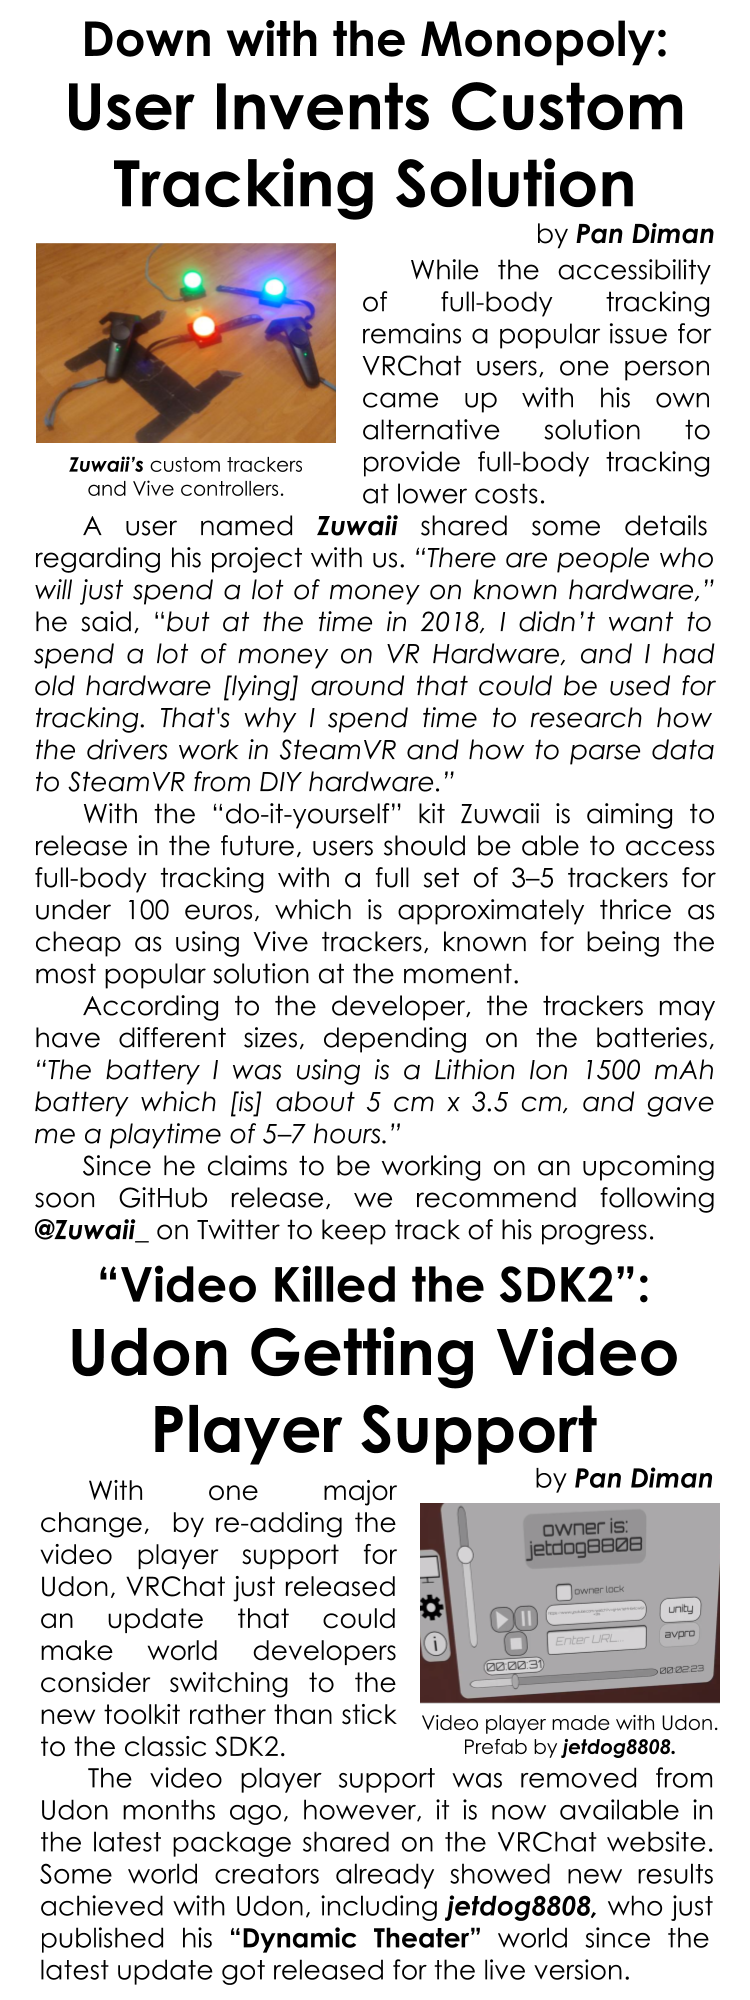 Down with the Monopoly:
User Invents Custom
Tracking Solution
by Pan Diman
Zuwaii's custom trackers
and Vive controllers.
While the accessibility
of full-body tracking
remains a popular issue for
VRChat users, one person
came up with his own
alternative solution to
provide full-body tracking
at lower costs.
A user named Zuwaii shared some details
regarding his project with us. “There are people who
will just spend a lot of money on known hardware,”
he said, “but at the time in 2018, I didn’t want to
spend a lot of money on VR Hardware, and I had
old hardware [lying] around that could be used for
tracking. That's why I spend time to research how
the drivers work in SteamVR and how to parse data
to SteamVR from DIY hardware.”
With the “do-it-yourself” kit Zuwaii is aiming to
release in the future, users should be able to access
full-body tracking with a full set of 3–5 trackers for
under 100 euros, which is approximately thrice as
cheap as using Vive trackers, known for being the
most popular solution at the moment.
According to the developer, the trackers may
have different sizes, depending on the batteries,
“The battery I was using is a Lithion Ion 1500 mAh
battery which [is] about 5 cm x 3.5 cm, and gave
me a playtime of 5–7 hours.”
Since he claims to be working on an upcoming
soon GitHub release, we recommend following
@Zuwaii_ on Twitter to keep track of his progress.
“Video Killed the SDK2”:
Udon Getting Video
Player Support
by Pan Diman
With one major
change, by re-adding the
video player support for
Udon, VRChat just released
an update that could
make world developers
consider switching to the
new toolkit rather than stick
to the classic SDK2.
owner is:
jetdog8808
owner lock
unity
Enter URL...
avpro
i
00:00:31
00:02:23
Video player made with Udon.
Prefab by jetdog8808.
The video player support was removed from
Udon months ago, however, it is now available in
the latest package shared on the VRChat website.
Some world creators already showed new results
achieved with Udon, including jetdog8808, who just
published his “Dynamic Theater” world since the
latest update got released for the live version.